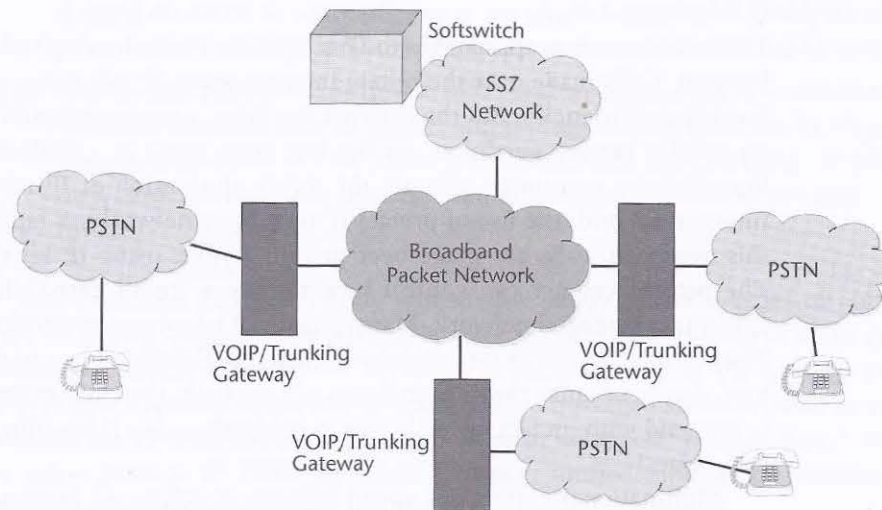 Softswitch
SS7
Network
PSTN
Broadband
Packet Network
PSTN
VOIP/Trunking
Gateway
VOIP/Trunking
Gateway
VOIP/Trunking
Gateway
PSTN